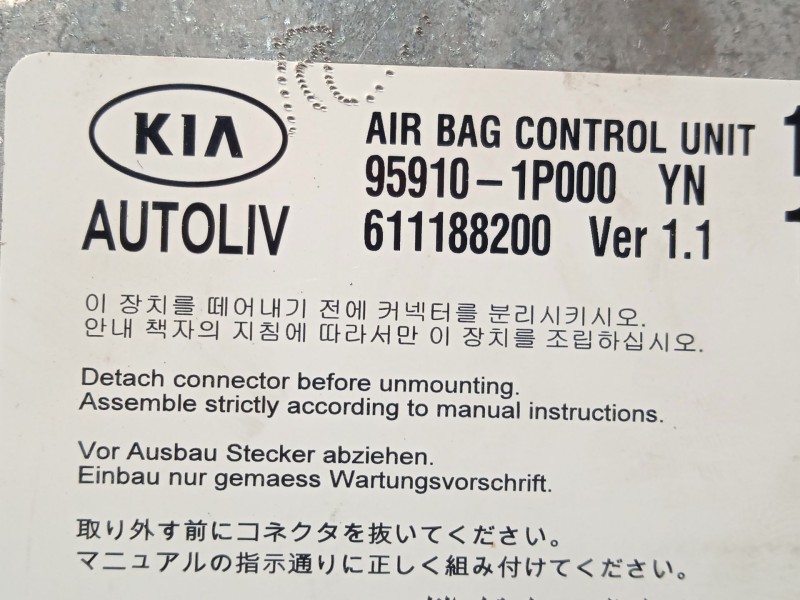 KIA
AUTOLIV
AIR BAG CONTROL UNIT
95910-1P000 YN
611188200 Ver 1.1
이 장치를 떼어내기 전에 커넥터를 분리시키시오.
안내 책자의 지침에 따라서만 이 장치를 조립하십시오.
Detach connector before unmounting.
Assemble strictly according to manual instructions.
Vor Ausbau Stecker abziehen.
Einbau nur gemaess Wartungsvorschrift.
取り外す前にコネクタを抜いてください。
マニュアルの指示通りに正しく組み付けてください。